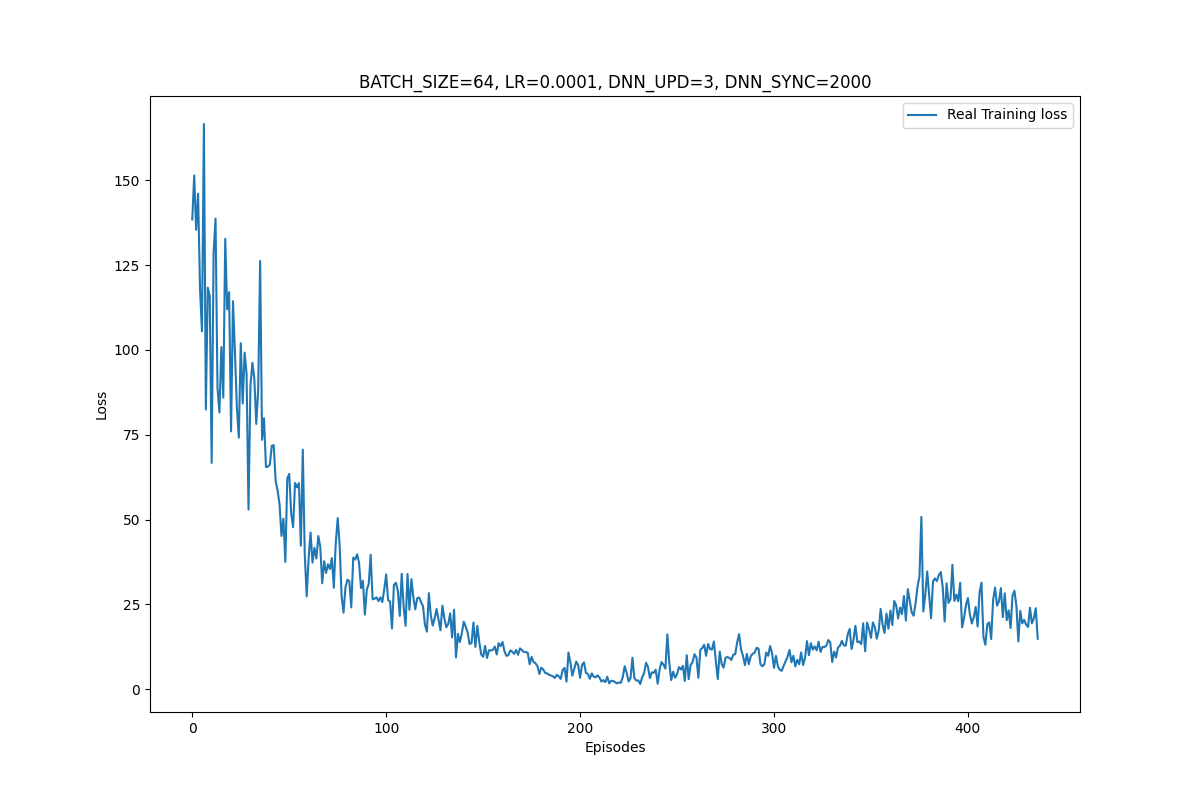 BATCH_SIZE=64, LR=0.0001, DNN_UPD=3, DNN_SYNC=2000
Real Training loss
150
125
100
75
50
25
0
Loss
0 100 200 300 400
Episodes